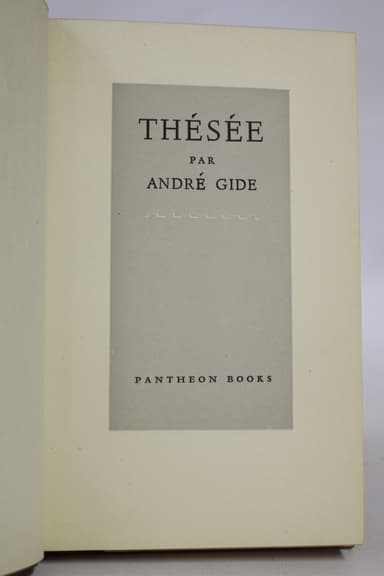 THÉSÉE
PAR
ANDRÉ GIDE
PANTHEON BOOKS